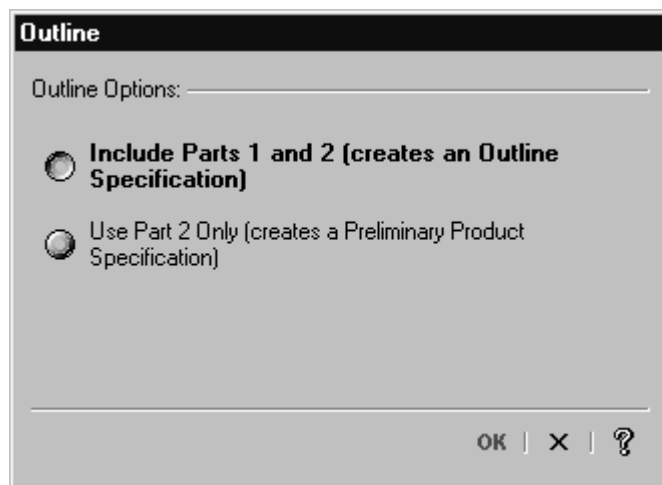 Outline
Outline Options:
Include Parts 1 and 2 (creates an Outline
Specification)
Use Part 2 Only (creates a Preliminary Product
Specification)
OK | X | ?